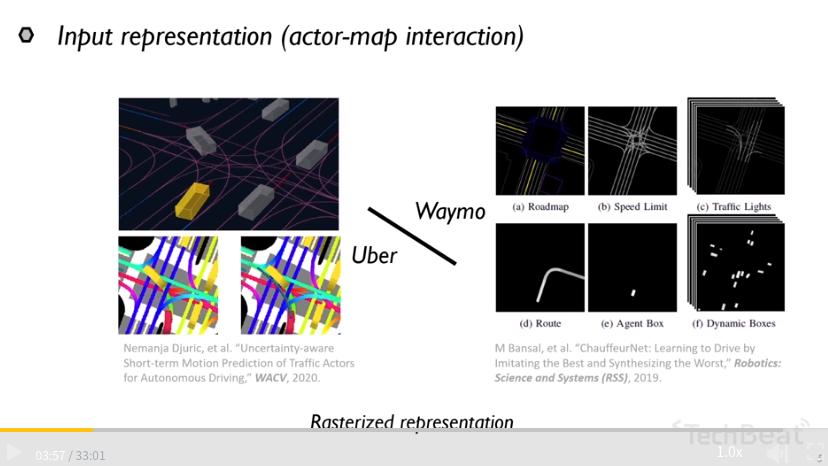 Input representation (actor-map interaction)
Waymo
Uber
(a) Roadmap
(b) Speed Limit
(c) Traffic Lights
(d) Route
(e) Agent Box
(f) Dynamic Boxes
Nemanja Djuric, et al. “Uncertainty-aware
Short-term Motion Prediction of Traffic Actors
for Autonomous Driving,” WACV, 2020.
M Bansal, et al. “ChauffeurNet: Learning to Drive by
Imitating the Best and Synthesizing the Worst,” Robotics:
Science and Systems (RSS), 2019.
Rasterized representation
TechBeat
03:57 / 33:01
1.0x
5